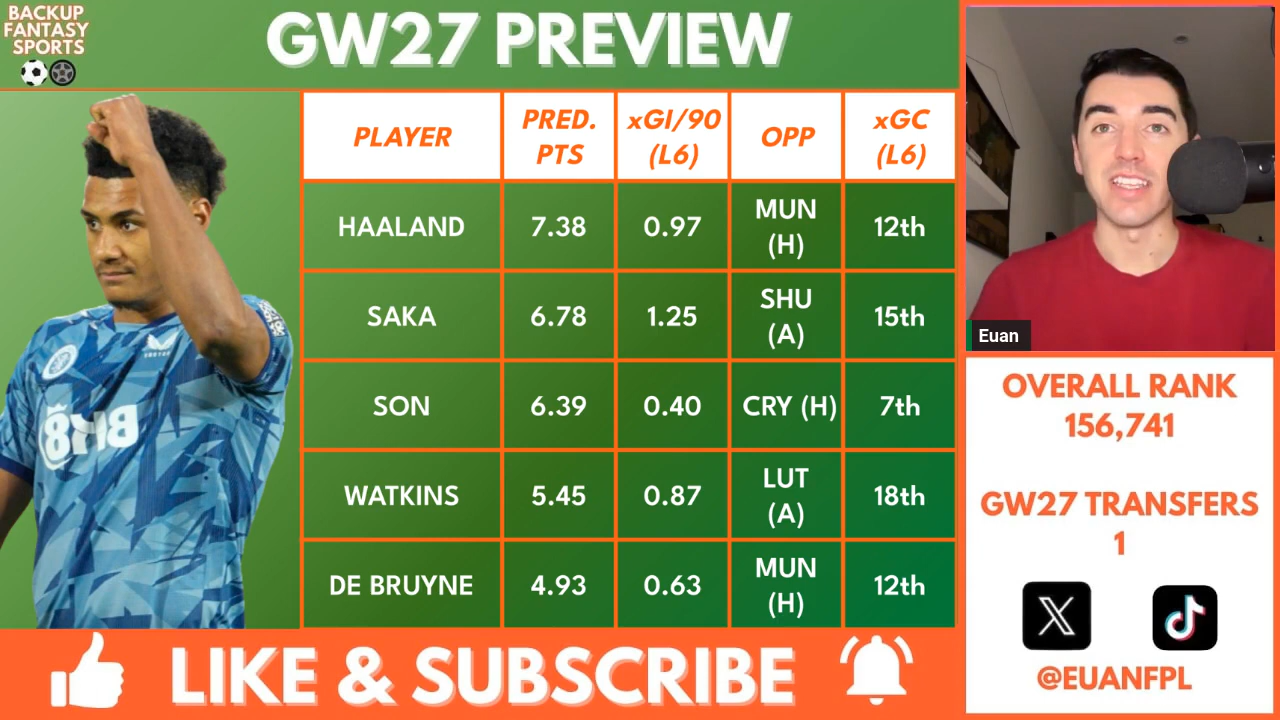 BACKUP
FANTASY
SPORTS
GW27 PREVIEW
PLAYER
PRED.
PTS
xGI/90
(L6)
OPP
xGC
(L6)
HAALAND
7.38
0.97
MUN
(H)
12th
SAKA
6.78
1.25
SHU
(A)
15th
SON
6.39
0.40
CRY (H)
7th
WATKINS
5.45
0.87
LUT
(A)
18th
DE BRUYNE
4.93
0.63
MUN
(H)
12th
LIKE & SUBSCRIBE
Euan
OVERALL RANK
156,741
GW27 TRANSFERS
1
@EUANFPL